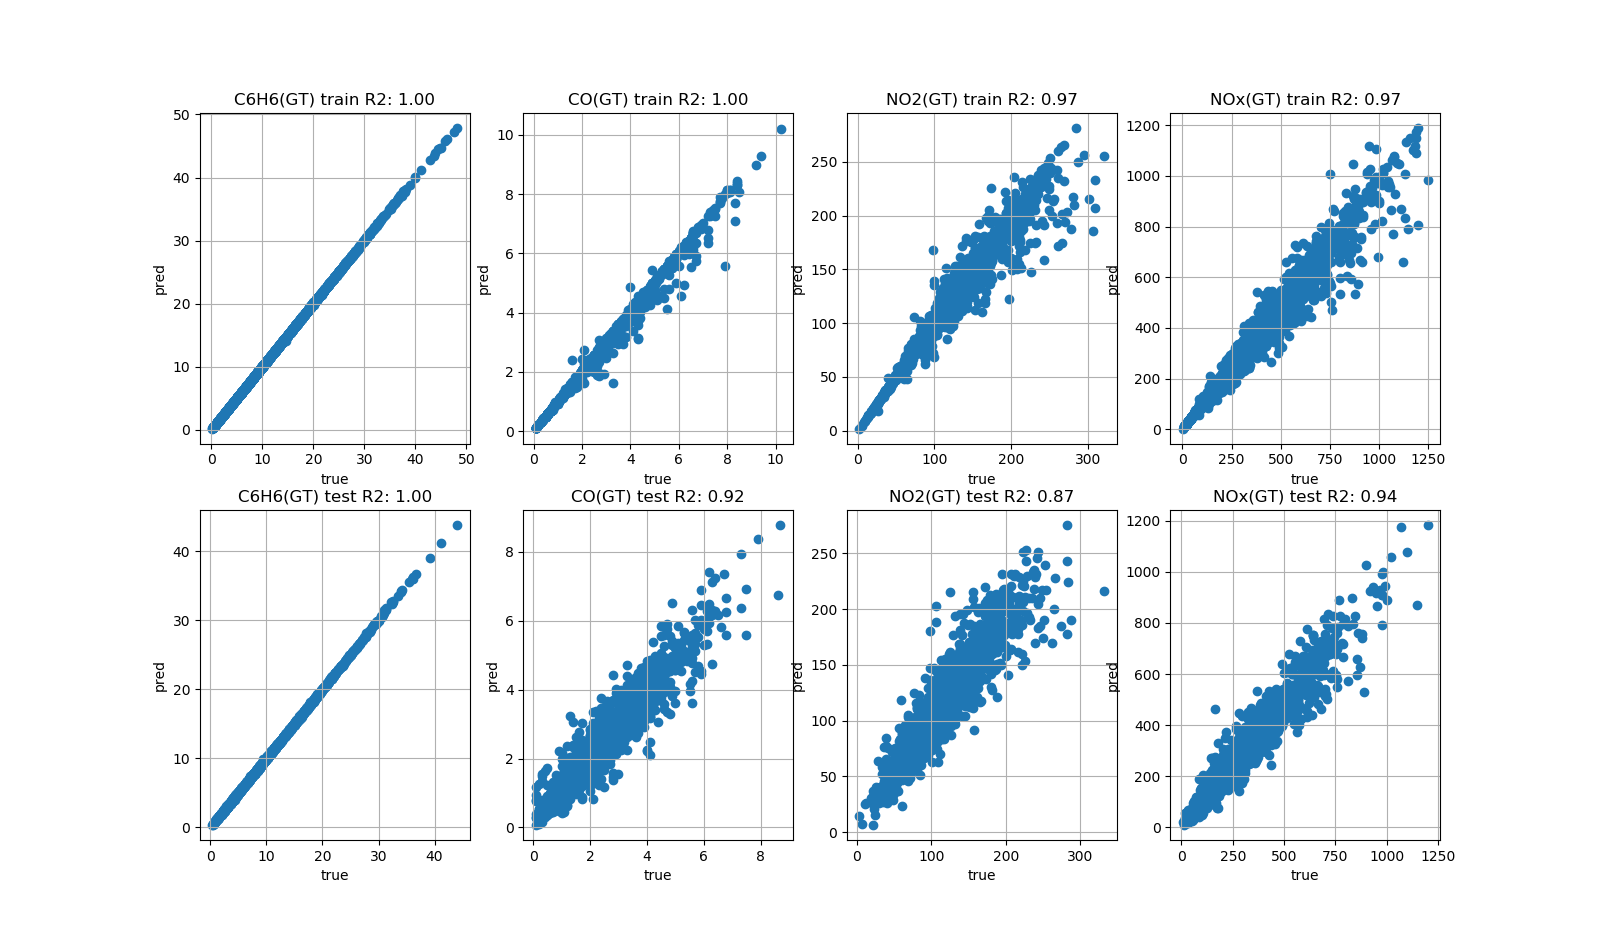 C6H6(GT) train R2: 1.00
50
40
30
20
10
0
pred
0 10 20 30 40 50
true
CO(GT) train R2: 1.00
10
8
6
4
2
0
pred
0 2 4 6 8 10
true
NO2(GT) train R2: 0.97
250
200
150
100
50
0
pred
0 100 200 300
true
NOx(GT) train R2: 0.97
1200
1000
800
600
400
200
0
pred
0 250 500 750 1000 1250
true
C6H6(GT) test R2: 1.00
40
30
20
10
0
pred
0 10 20 30 40
true
CO(GT) test R2: 0.92
8
6
4
2
0
pred
0 2 4 6 8
true
NO2(GT) test R2: 0.87
250
200
150
100
50
0
pred
0 100 200 300
true
NOx(GT) test R2: 0.94
1200
1000
800
600
400
200
0
pred
0 250 500 750 1000 1250
true